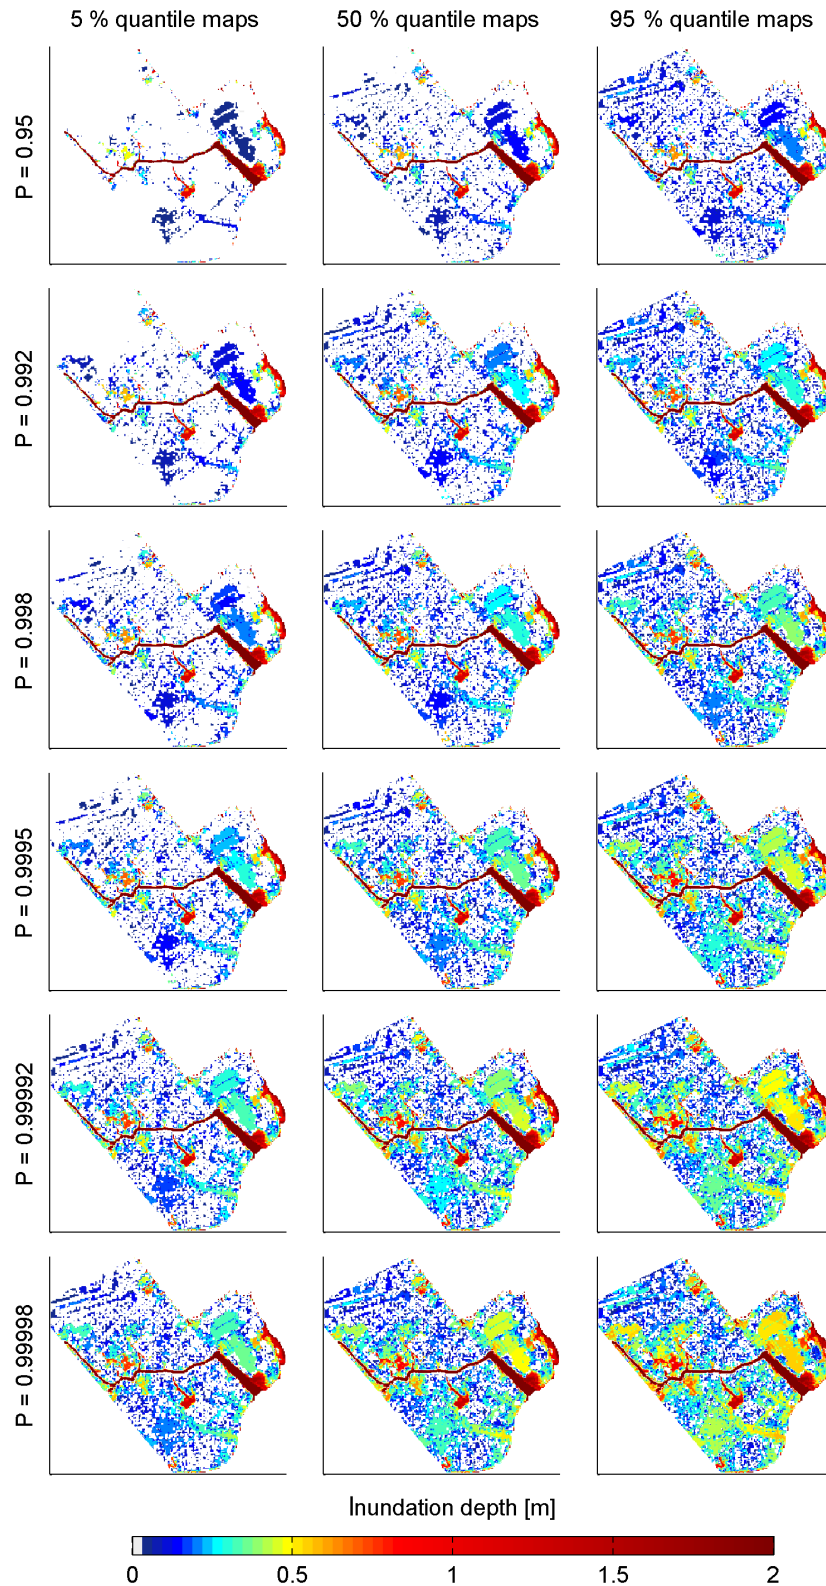 5 % quantile maps
50 % quantile maps
95 % quantile maps
P = 0.95
P = 0.992
P = 0.998
P = 0.9995
P = 0.99992
P = 0.99998
Inundation depth [m]
0 0.5 1 1.5 2